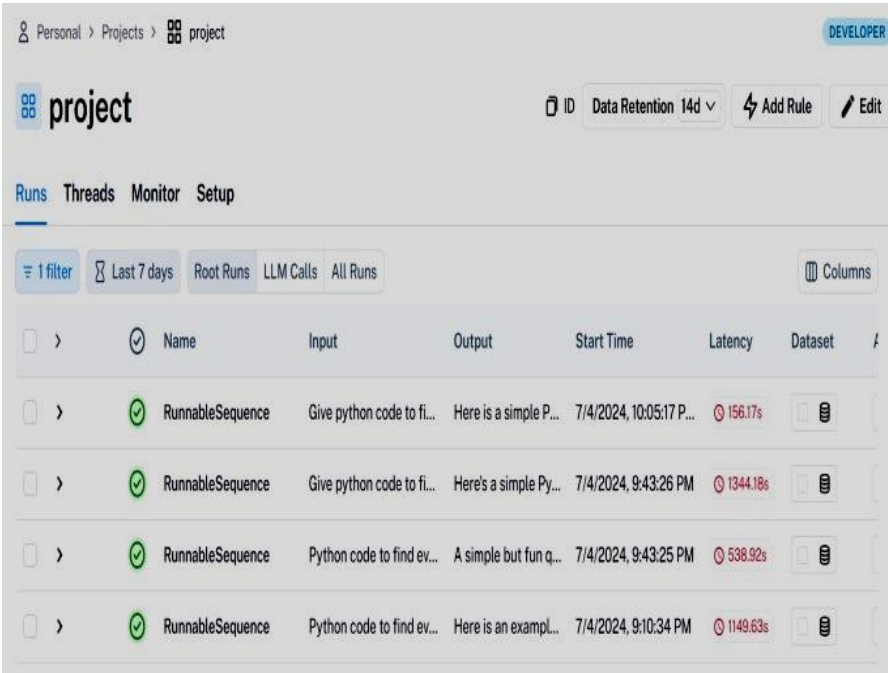 Personal > Projects > project
DEVELOPER
project
ID Data Retention 14d Add Rule Edit
Runs Threads Monitor Setup
1 filter Last 7 days Root Runs LLM Calls All Runs Columns
Name Input Output Start Time Latency Dataset
RunnableSequence Give python code to fi... Here is a simple P... 7/4/2024, 10:05:17 P... 156.17s
RunnableSequence Give python code to fi... Here's a simple Py... 7/4/2024, 9:43:26 PM 1344.18s
RunnableSequence Python code to find ev... A simple but fun q... 7/4/2024, 9:43:25 PM 538.92s
RunnableSequence Python code to find ev... Here is an exampl... 7/4/2024, 9:10:34 PM 1149.63s